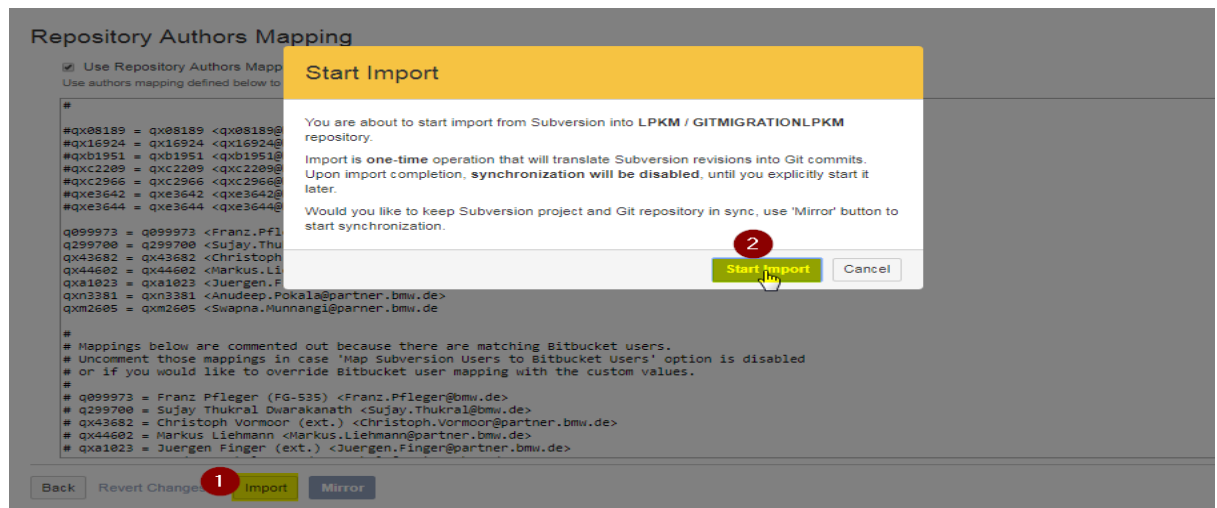 Repository Authors Mapping
Use Repository Authors Mapp
Use authors mapping defined below to
#
#qx08189 = qx08189 <qx08189@
#qx16924 = qx16924 <qx16924@
#qxb1951 = qxb1951 <qxb1951@
#qxc2209 = qxc2209 <qxc2209@
#qxc2966 = qxc2966 <qxc2966@
#qxe3642 = qxe3642 <qxe3642@
#qxe3644 = qxe3644 <qxe3644@
q099973 = q099973 <Franz.Pfl
q299700 = q299700 <Sujay.Thu
qx43682 = qx43682 <Christoph
qx44602 = qx44602 <Markus.Li
qxa1023 = qxa1023 <Juergen.F
qxn3381 = qxn3381 <Anudeep.Pokala@partner.bmw.de>
qxm2605 = qxm2605 <Swapna.Munnangi@parner.bmw.de
#
# Mappings below are commented out because there are matching Bitbucket users.
# Uncomment those mappings in case 'Map Subversion Users to Bitbucket Users' option is disabled
# or if you would like to override Bitbucket user mapping with the custom values.
#
# q099973 = Franz Pfleger (FG-535) <Franz.Pfleger@bmw.de>
# q299700 = Sujay Thukral Dwarakanath <Sujay.Thukral@bmw.de>
# qx43682 = Christoph Vormoor (ext.) <Christoph.Vormoor@partner.bmw.de>
# qx44602 = Markus Liehmann <Markus.Liehmann@partner.bmw.de>
# qxa1023 = Juergen Finger (ext.) <Juergen.Finger@partner.bmw.de>
Start Import
You are about to start import from Subversion into LPKM / GITMIGRATIONLPKM
repository.
Import is one-time operation that will translate Subversion revisions into Git commits.
Upon import completion, synchronization will be disabled, until you explicitly start it
later.
Would you like to keep Subversion project and Git repository in sync, use 'Mirror' button to
start synchronization.
2
Start Import Cancel
Back Revert Changes 1 Import Mirror